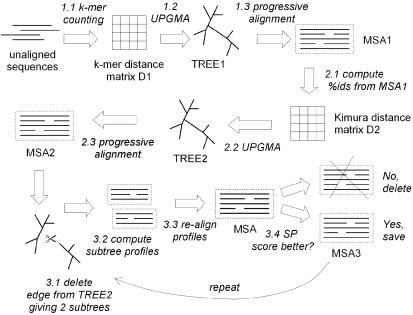 1.1 k-mer
counting
1.2
UPGMA
1.3 progressive
alignment
unaligned
sequences
k-mer distance
matrix D1
TREE1
MSA1
2.1 compute
%ids from MSA1
Kimura distance
matrix D2
2.2 UPGMA
TREE2
2.3 progressive
alignment
MSA2
3.1 delete
edge from TREE2
giving 2 subtrees
3.2 compute
subtree profiles
3.3 re-align
profiles
MSA
3.4 SP
score better?
No,
delete
Yes,
save
MSA3
repeat